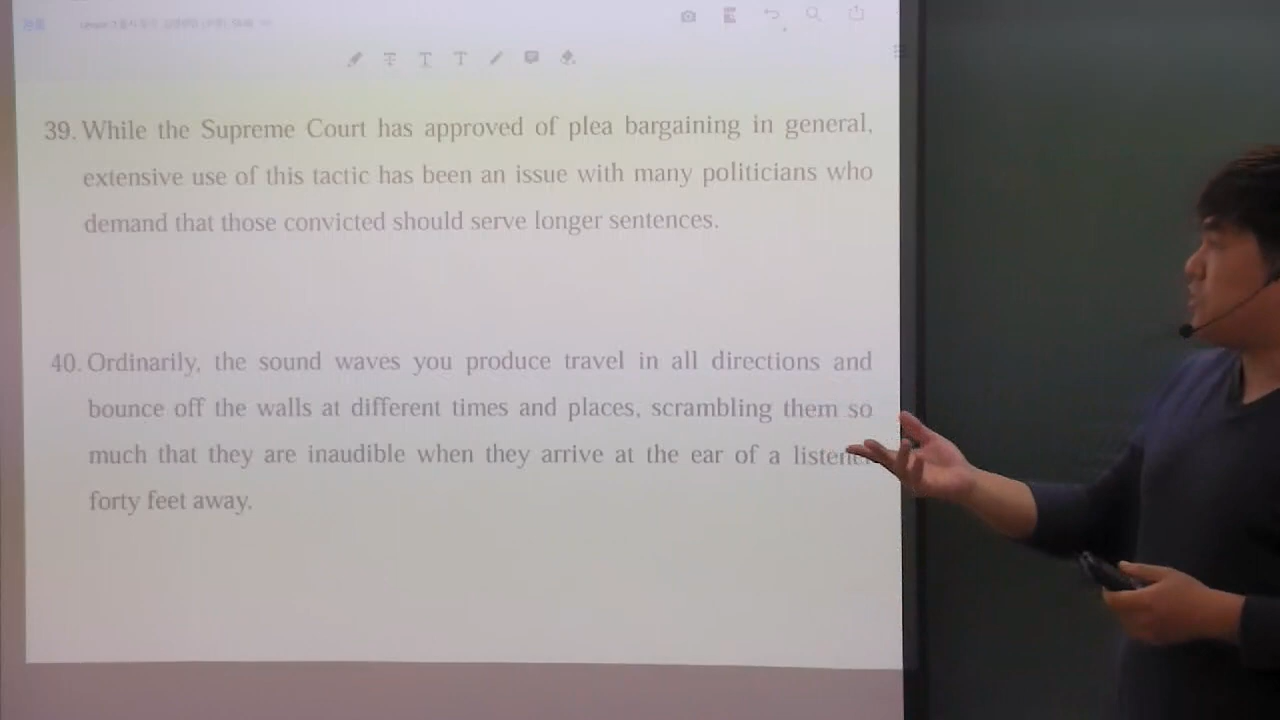 39. While the Supreme Court has approved of plea bargaining in general,
extensive use of this tactic has been an issue with many politicians who
demand that those convicted should serve longer sentences.
40. Ordinarily, the sound waves you produce travel in all directions and
bounce off the walls at different times and places, scrambling them so
much that they are inaudible when they arrive at the ear of a listener
forty feet away.